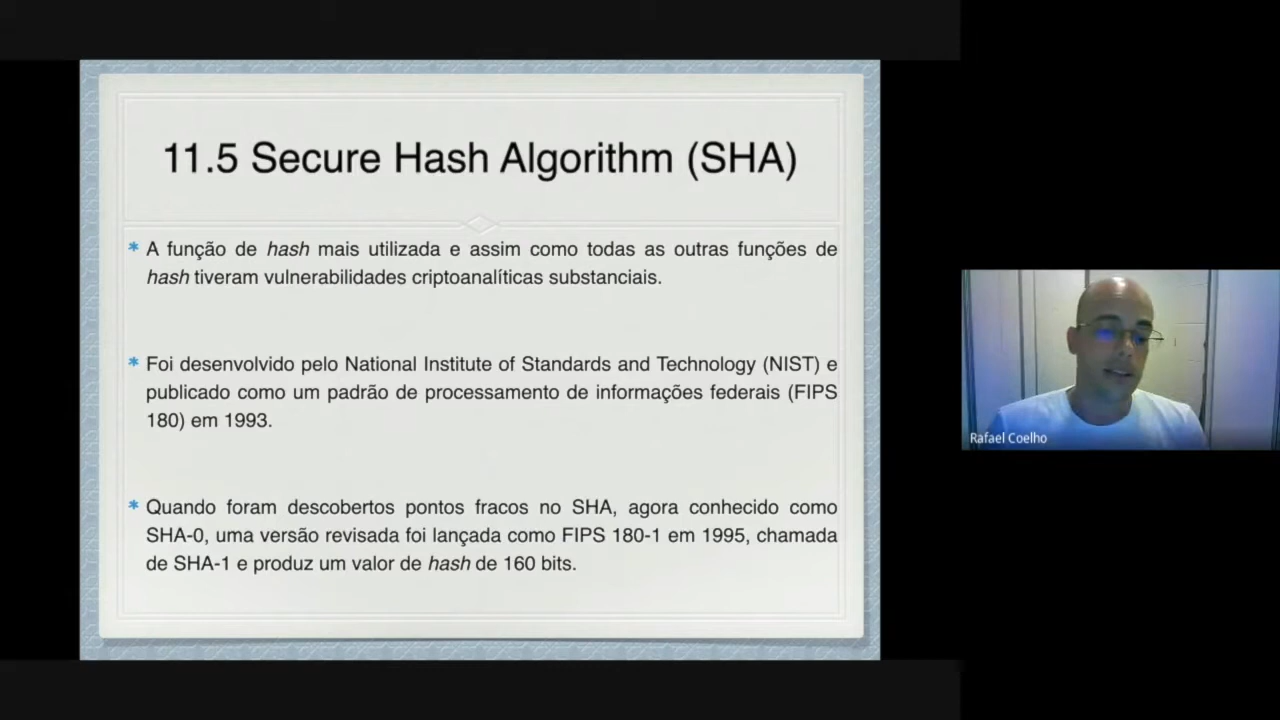 11.5 Secure Hash Algorithm (SHA)
* A função de hash mais utilizada e assim como todas as outras funções de
hash tiveram vulnerabilidades criptoanalíticas substanciais.
* Foi desenvolvido pelo National Institute of Standards and Technology (NIST) e
publicado como um padrão de processamento de informações federais (FIPS
180) em 1993.
* Quando foram descobertos pontos fracos no SHA, agora conhecido como
SHA-0, uma versão revisada foi lançada como FIPS 180-1 em 1995, chamada
de SHA-1 e produz um valor de hash de 160 bits.
Rafael Coelho